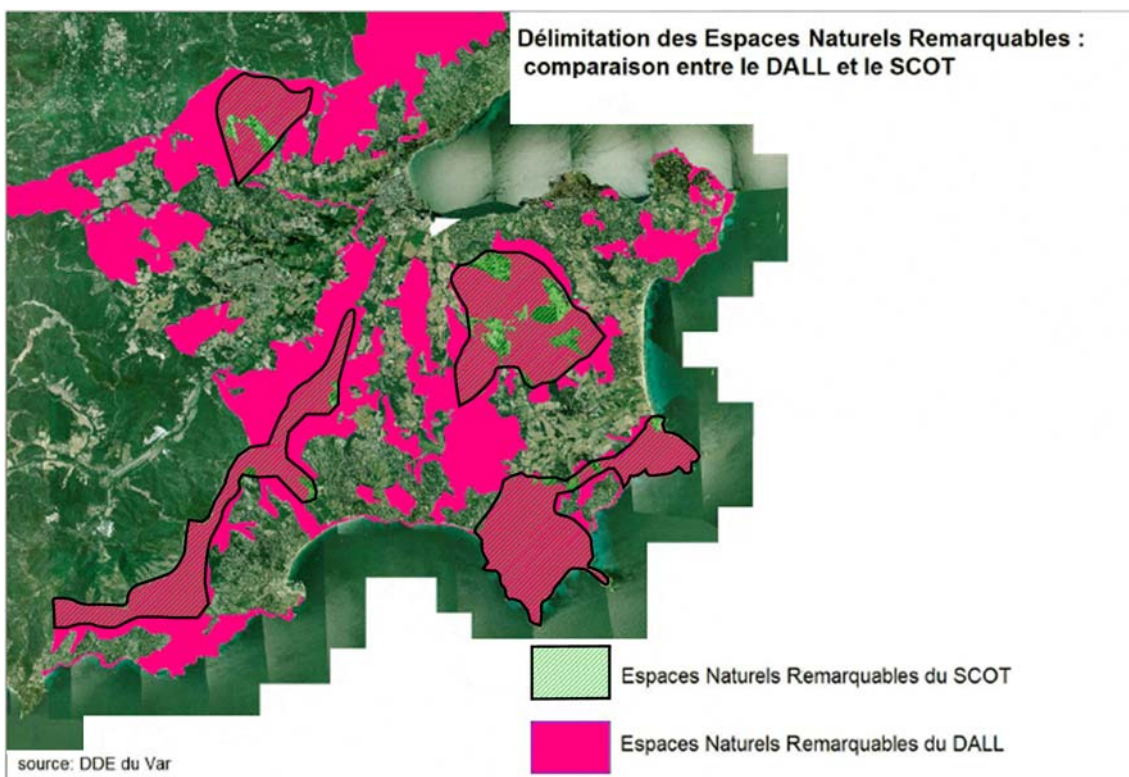 Délimitation des Espaces Naturels Remarquables :
comparaison entre le DALL et le SCOT
Espaces Naturels Remarquables du SCOT
Espaces Naturels Remarquables du DALL
source: DDE du Var